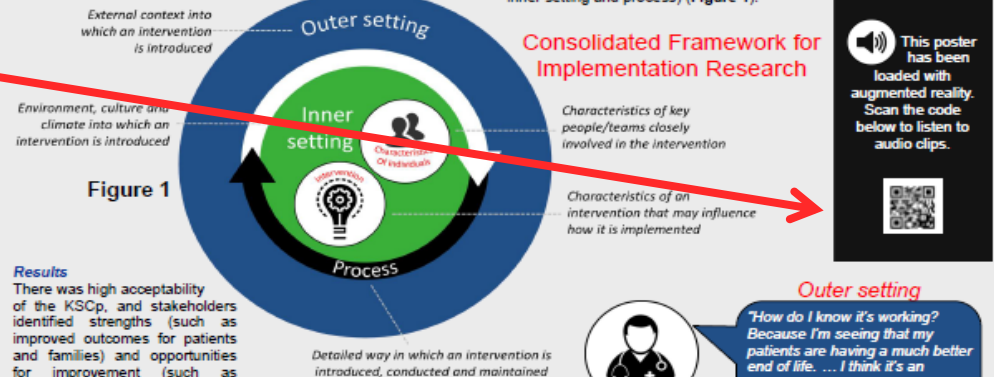 inner setting and process) (Figure 1).
External context into
which an intervention
is introduced
Outer setting
Consolidated Framework for
Implementation Research
This poster
has been
loaded with
augmented reality.
Scan the code
below to listen to
audio clips.
Environment, culture and
climate into which an
intervention is introduced
Inner
setting
Characteristics
Of individuals
Characteristics of key
people/teams closely
involved in the intervention
Figure 1
Intervention
Characteristics of an
intervention that may influence
how it is implemented
Process
Results
There was high acceptability
of the KSCp, and stakeholders
identified strengths (such as
improved outcomes for patients
and families) and opportunities
for improvement (such as
Detailed way in which an intervention is
introduced, conducted and maintained
Outer setting
"How do I know it's working?
Because I'm seeing that my
patients are having a much better
end of life. ... I think it's an